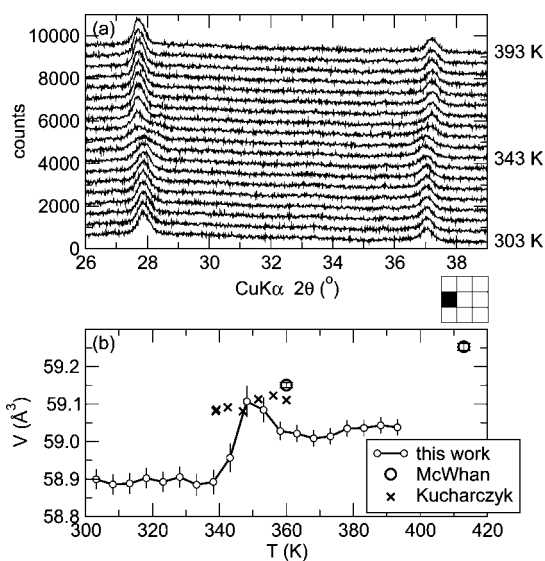 (a)
10000
8000
6000
4000
2000
0
counts
393 K
343 K
303 K
26 28 30 32 34 36 38
CuKα 2θ (°)
(b)
59.2
59.1
59.0
58.9
58.8
V (Å³)
this work
McWhan
Kucharczyk
300 320 340 360 380 400 420
T (K)